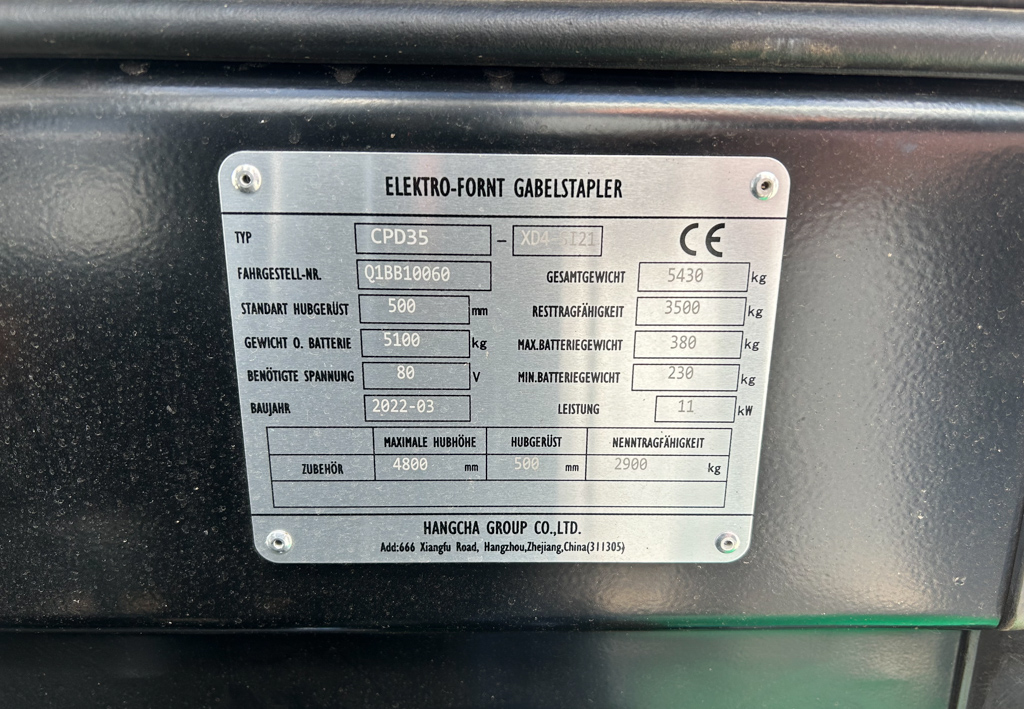 ELEKTRO-FORNT GABELSTAPLER
TYP CPD35 - XD4-SI21 CE
FAHRGESTELL-NR. Q1BB10060 GESAMTGEWICHT 5430 kg
STANDART HUBGERÜST 500 mm RESTTRAGFÄHIGKEIT 3500 kg
GEWICHT O. BATTERIE 5100 kg MAX.BATTERIEGEWICHT 380 kg
BENÖTIGTE SPANNUNG 80 V MIN.BATTERIEGEWICHT 230 kg
BAUJAHR 2022-03 LEISTUNG 11 kW
MAXIMALE HUBHÖHE HUBGERÜST NENNTRAGFÄHIGKEIT
ZUBEHÖR 4800 mm 500 mm 2900 kg
HANGCHA GROUP CO.,LTD.
Add:666 Xiangfu Road, Hangzhou,Zhejiang,China(311305)